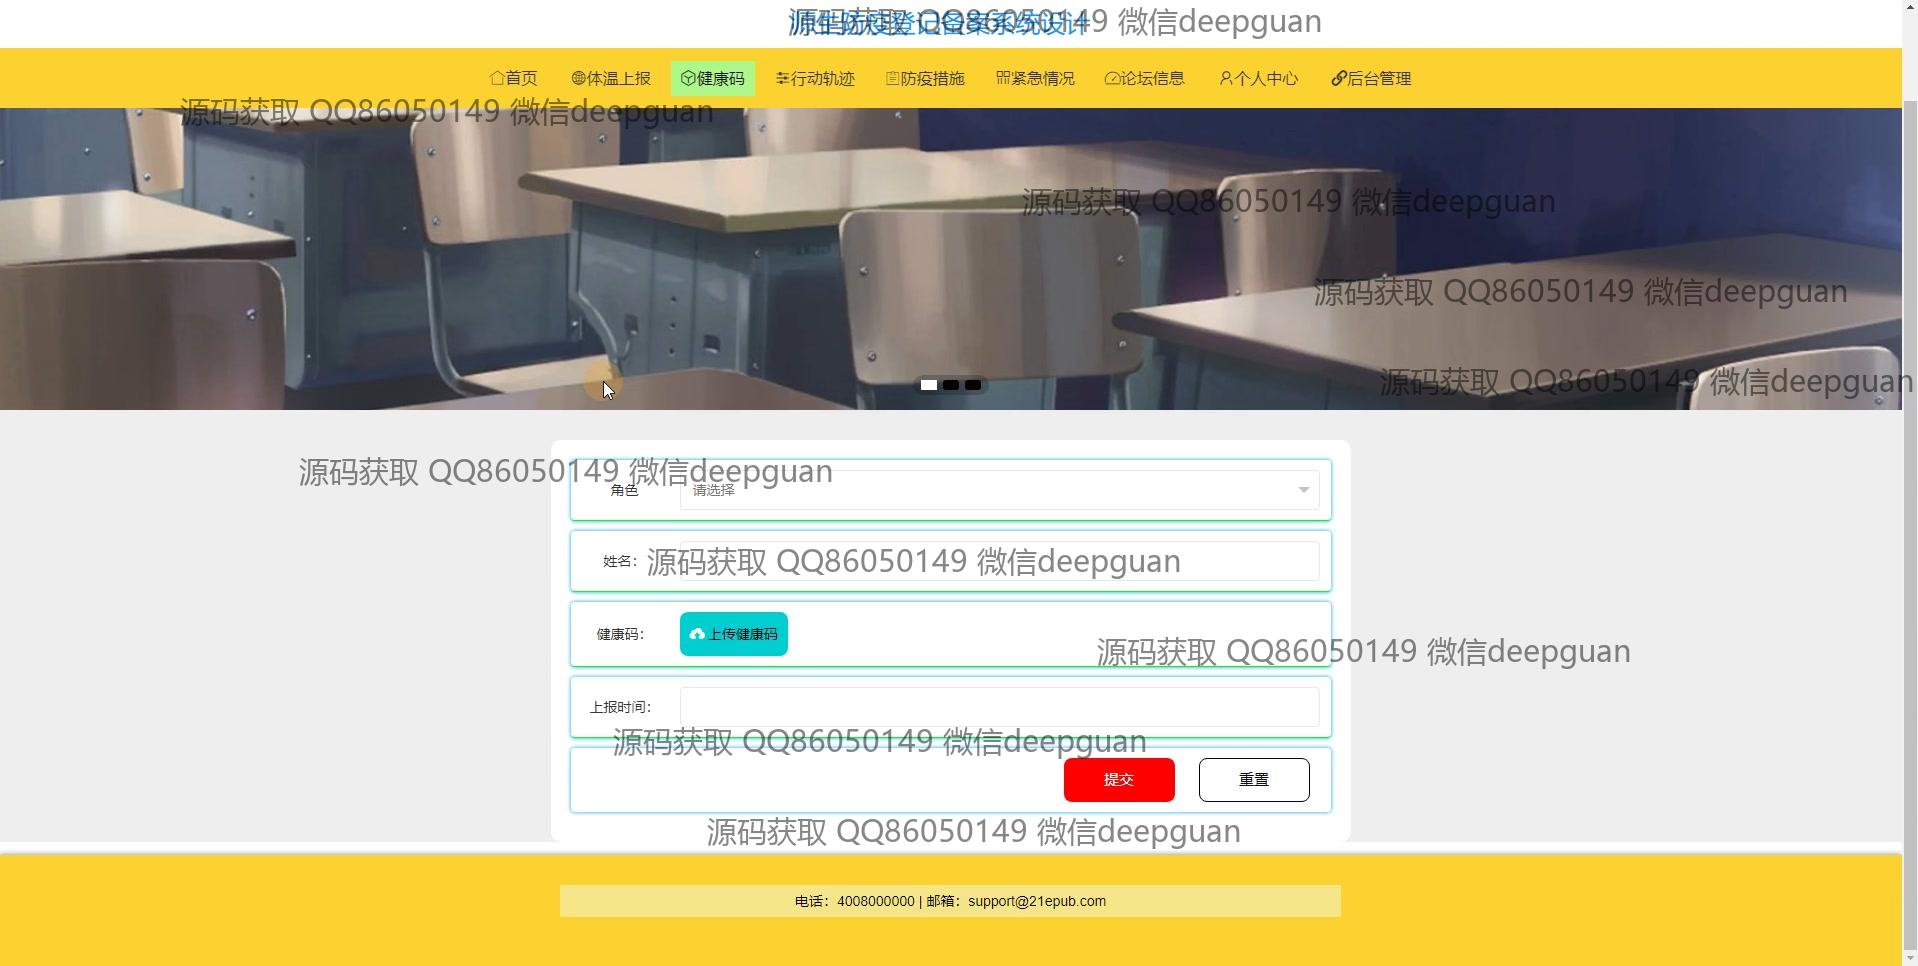 源码获取 QQ86050149 微信deepguan
首页 体温上报 健康码 行动轨迹 防疫措施 紧急情况 论坛信息 个人中心 后台管理
源码获取 QQ86050149 微信deepguan
源码获取 QQ86050149 微信deepguan
源码获取 QQ86050149 微信deepguan
源码获取 QQ86050149 微信deepguan
源码获取 QQ86050149 微信deepguan
角色 请选择
姓名: 源码获取 QQ86050149 微信deepguan
健康码: 上传健康码
源码获取 QQ86050149 微信deepguan
上报时间:
源码获取 QQ86050149 微信deepguan
提交 重置
源码获取 QQ86050149 微信deepguan
电话：4008000000 | 邮箱：support@21epub.com